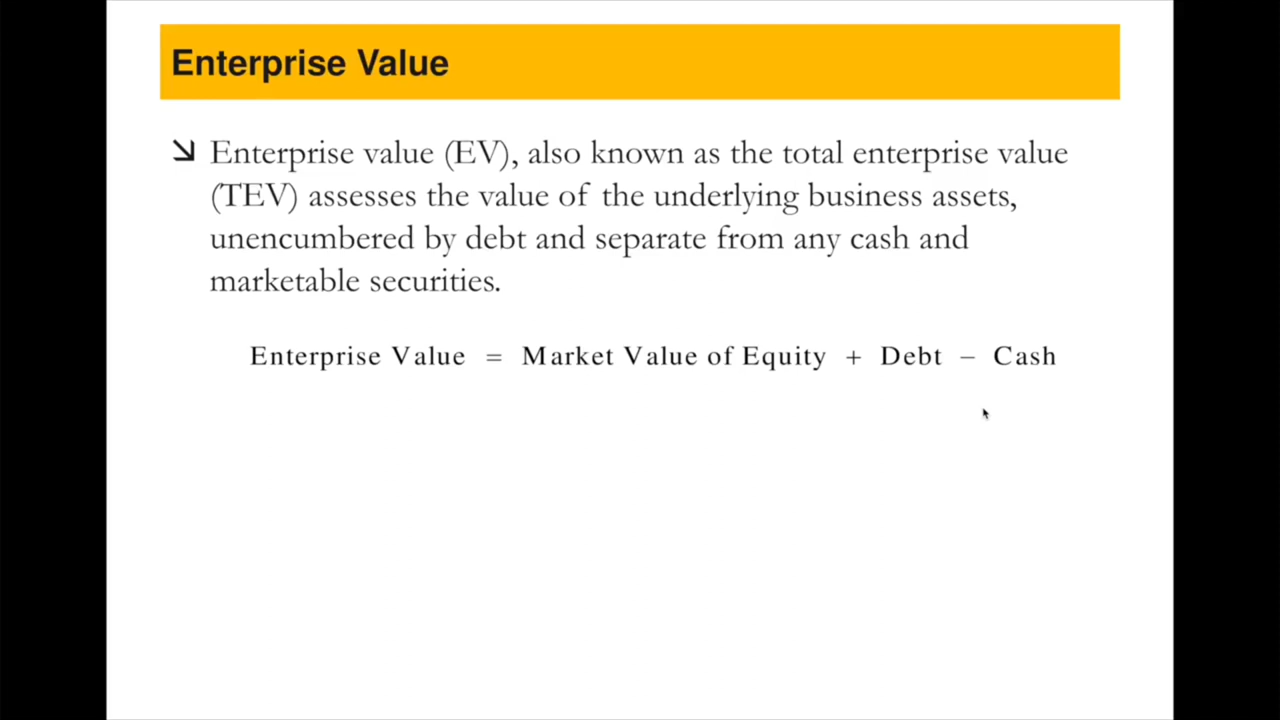 Enterprise Value
Enterprise value (EV), also known as the total enterprise value
(TEV) assesses the value of the underlying business assets,
unencumbered by debt and separate from any cash and
marketable securities.
Enterprise Value = Market Value of Equity + Debt − Cash